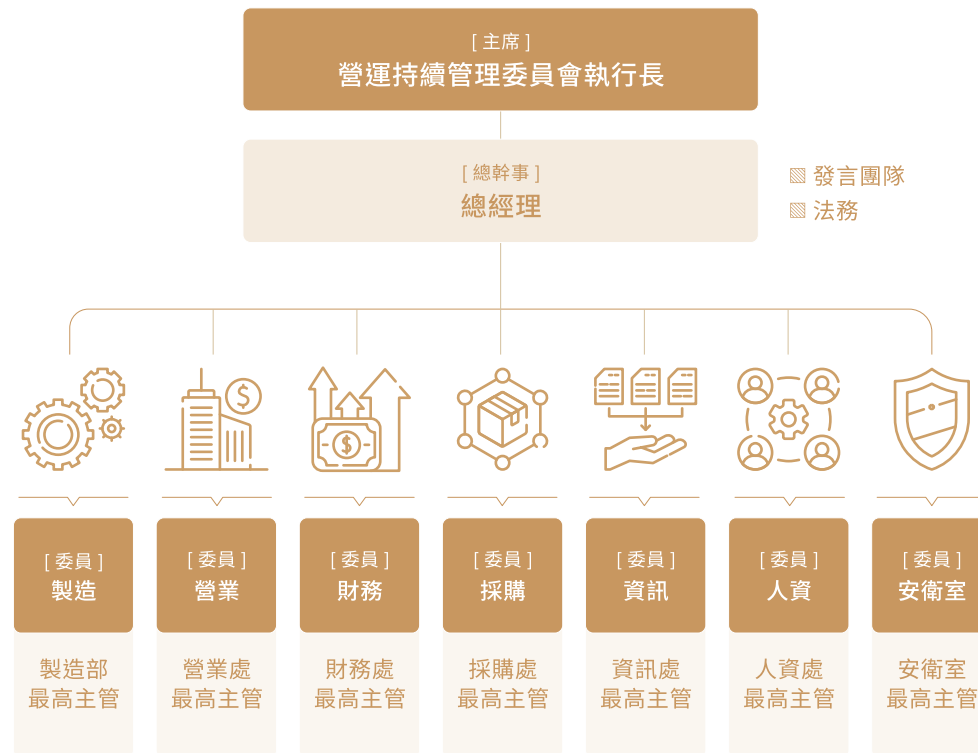 [ 主席 ]
營運持續管理委員會執行長
[ 總幹事 ]
總經理
發言團隊
法務
[ 委員 ]
製造
製造部
最高主管
[ 委員 ]
營業
營業處
最高主管
[ 委員 ]
財務
財務處
最高主管
[ 委員 ]
採購
採購處
最高主管
[ 委員 ]
資訊
資訊處
最高主管
[ 委員 ]
人資
人資處
最高主管
[ 委員 ]
安衛室
安衛室
最高主管